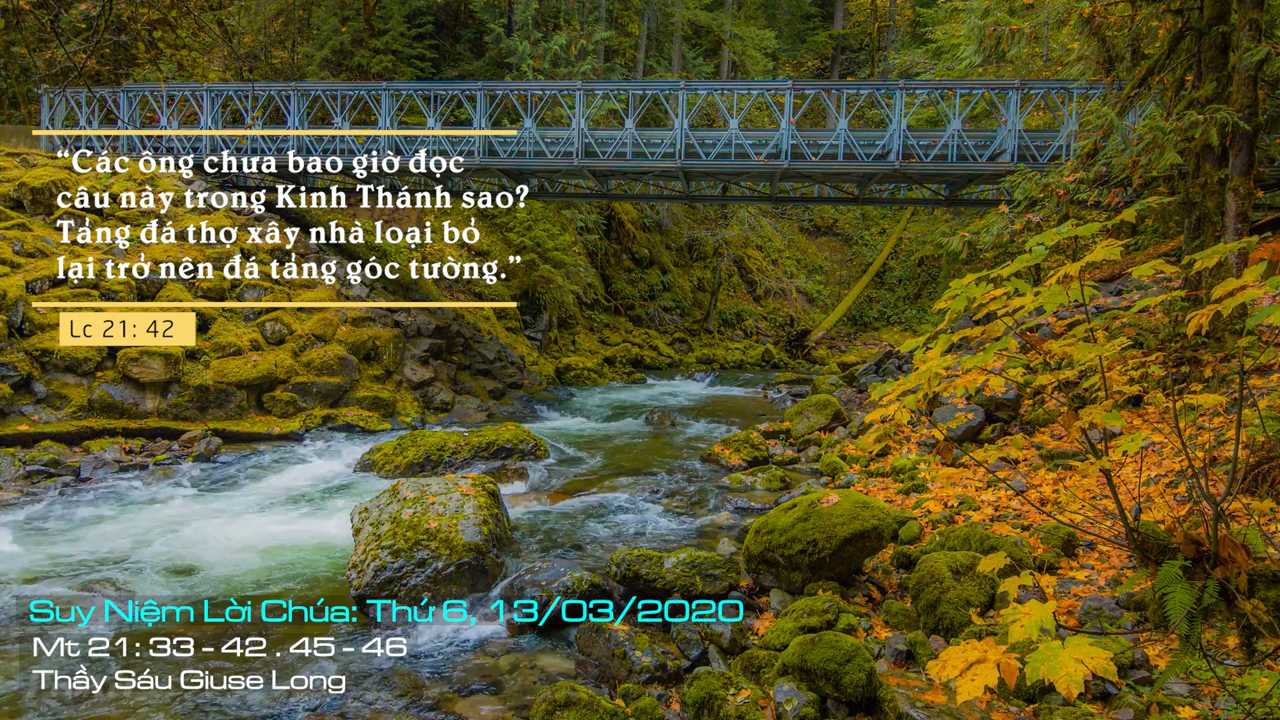 “Các ông chưa bao giờ đọc
câu này trong Kinh Thánh sao?
Tảng đá thợ xây nhà loại bỏ
lại trở nên đá tảng góc tường.”
Lc 21: 42
Suy Niệm Lời Chúa: Thứ 6, 13/03/2020
Mt 21: 33 - 42 . 45 - 46
Thầy Sáu Giuse Long